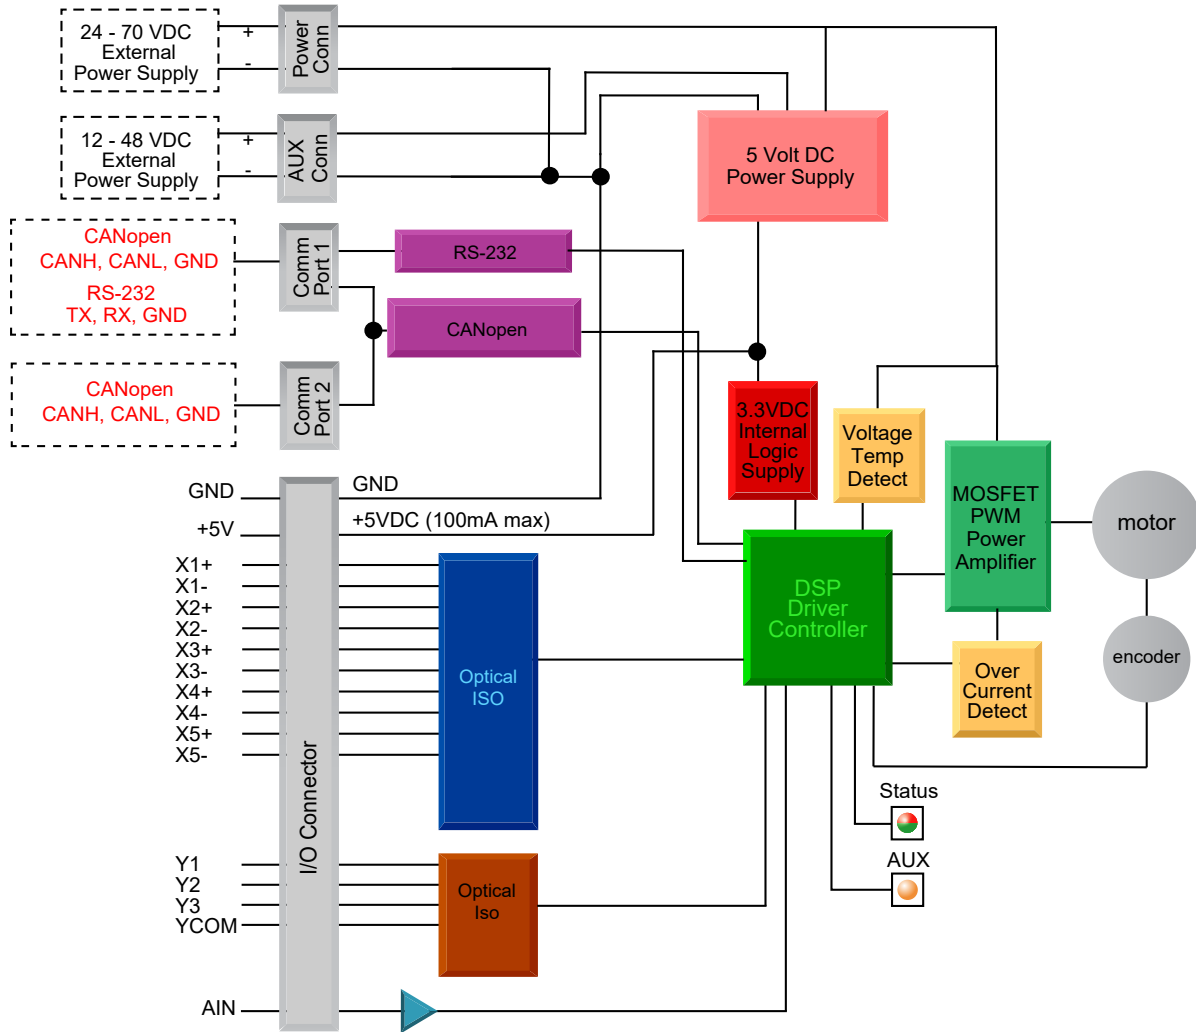 24 - 70 VDC
External
Power Supply
+
-
Power
Conn
12 - 48 VDC
External
Power Supply
+
-
AUX
Conn
5 Volt DC
Power Supply
CANopen
CANH, CANL, GND
RS-232
TX, RX, GND
Comm
Port 1
RS-232
CANopen
CANopen
CANH, CANL, GND
Comm
Port 2
3.3VDC
Internal
Logic
Supply
Voltage
Temp
Detect
MOSFET
PWM
Power
Amplifier
motor
encoder
GND
+5V
GND
+5VDC (100mA max)
X1+
X1-
X2+
X2-
X3+
X3-
X4+
X4-
X5+
X5-
I/O Connector
Optical
ISO
DSP
Driver
Controller
Over
Current
Detect
Status
AUX
Y1
Y2
Y3
YCOM
Optical
Iso
AIN